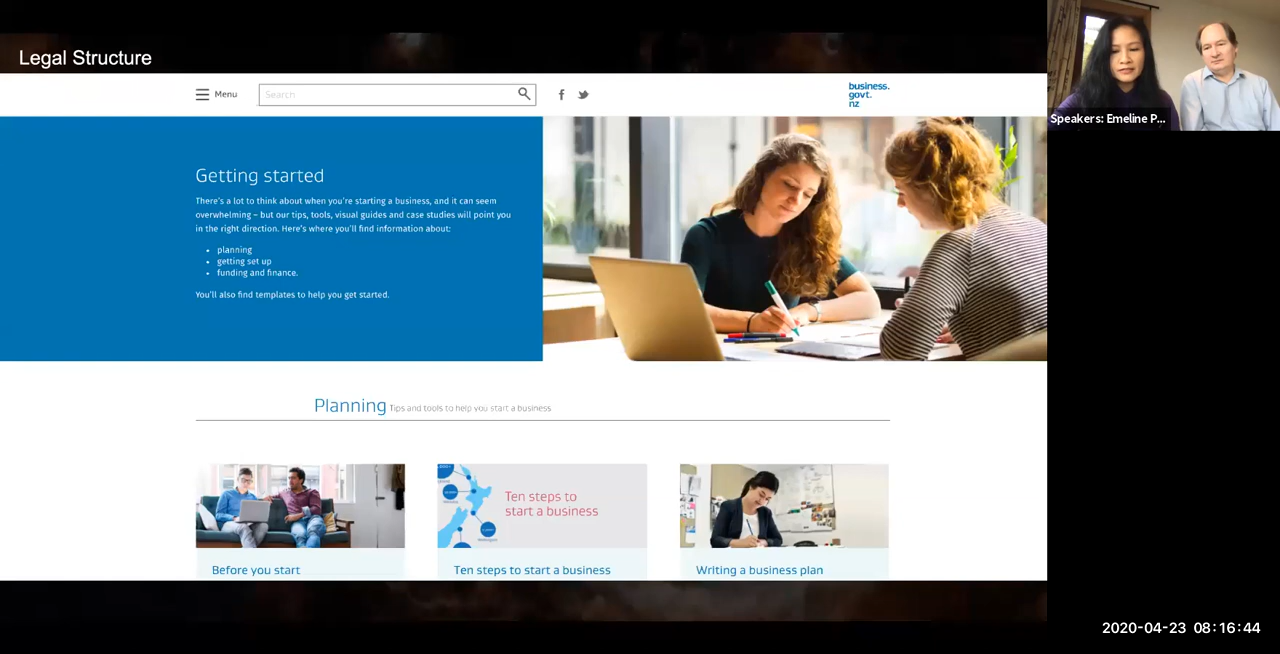 Legal Structure
Menu
Search
business.
govt.
nz
Speakers: Emeline P...
Getting started
There's a lot to think about when you're starting a business, and it can seem
overwhelming – but our tips, tools, visual guides and case studies will point you
in the right direction. Here's where you'll find information about:
• planning
• getting set up
• funding and finance.
You'll also find templates to help you get started.
Planning Tips and tools to help you start a business
Ten steps to
start a business
Before you start
Ten steps to start a business
Writing a business plan
2020-04-23 08:16:44